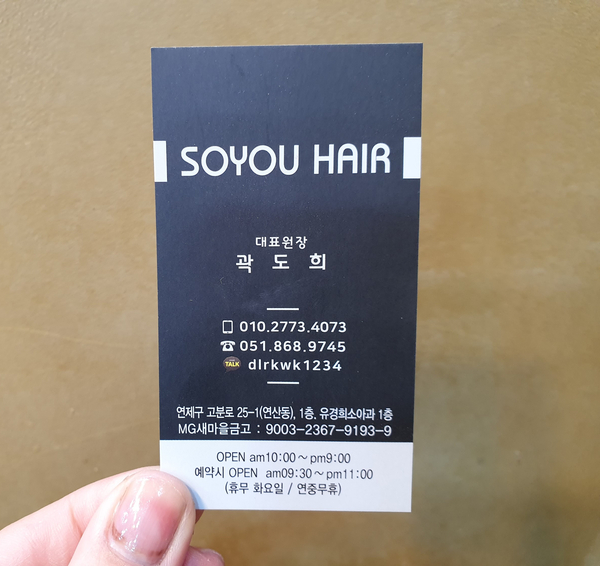 SOYOU HAIR
대표원장
곽 도 희
010.2773.4073
051.868.9745
TALK dlrkwk1234
연제구 고분로 25-1(연산동), 1층. 유경희소아과 1층
MG새마을금고 : 9003-2367-9193-9
OPEN am10:00~pm9:00
예약시 OPEN am09:30~pm11:00
(휴무 화요일 / 연중무휴)